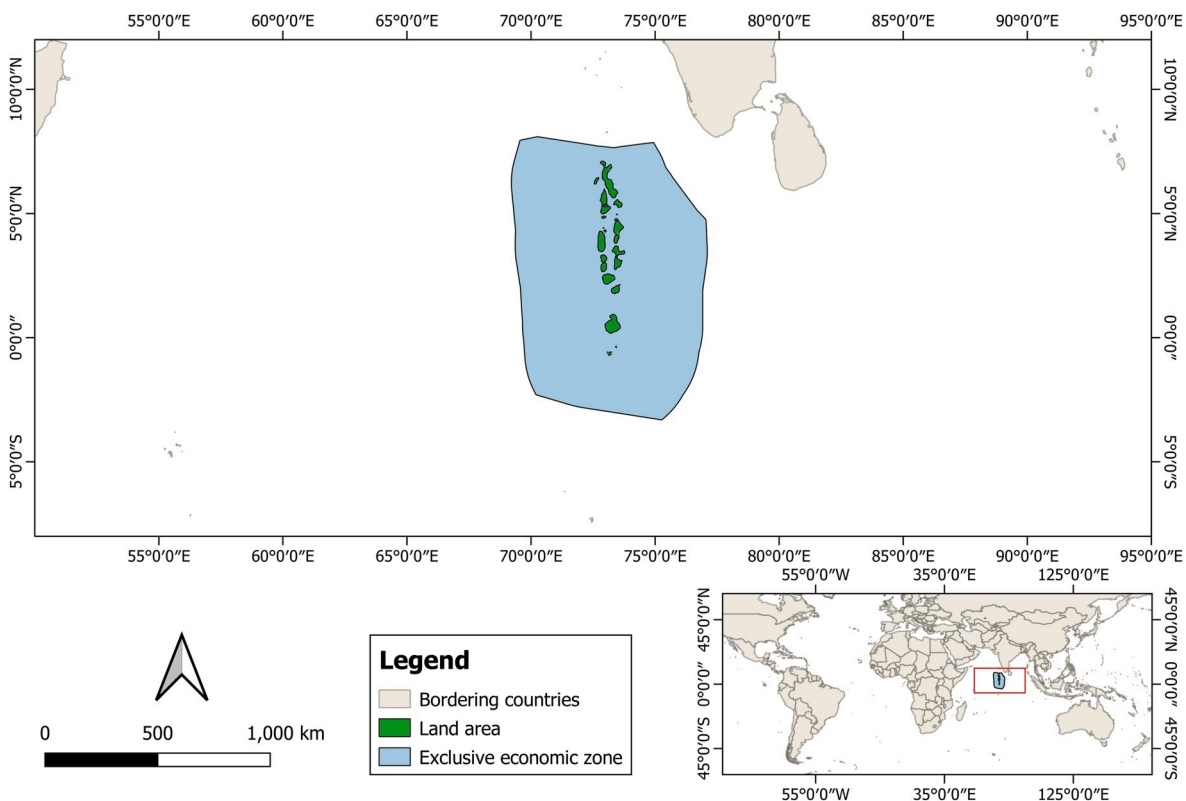 55°0′0″E 60°0′0″E 65°0′0″E 70°0′0″E 75°0′0″E 80°0′0″E 85°0′0″E 90°0′0″E 95°0′0″E
10°0′0″N 10°0′0″N
5°0′0″N 5°0′0″N
0°0′0″ 0°0′0″
5°0′0″S 5°0′0″S
55°0′0″E 60°0′0″E 65°0′0″E 70°0′0″E 75°0′0″E 80°0′0″E 85°0′0″E 90°0′0″E 95°0′0″E
0 500 1,000 km
Legend
Bordering countries
Land area
Exclusive economic zone
55°0′0″W 35°0′0″E 125°0′0″E
45°0′0″N 45°0′0″N
0°0′0″ 0°0′0″
45°0′0″S 45°0′0″S
55°0′0″W 35°0′0″E 125°0′0″E